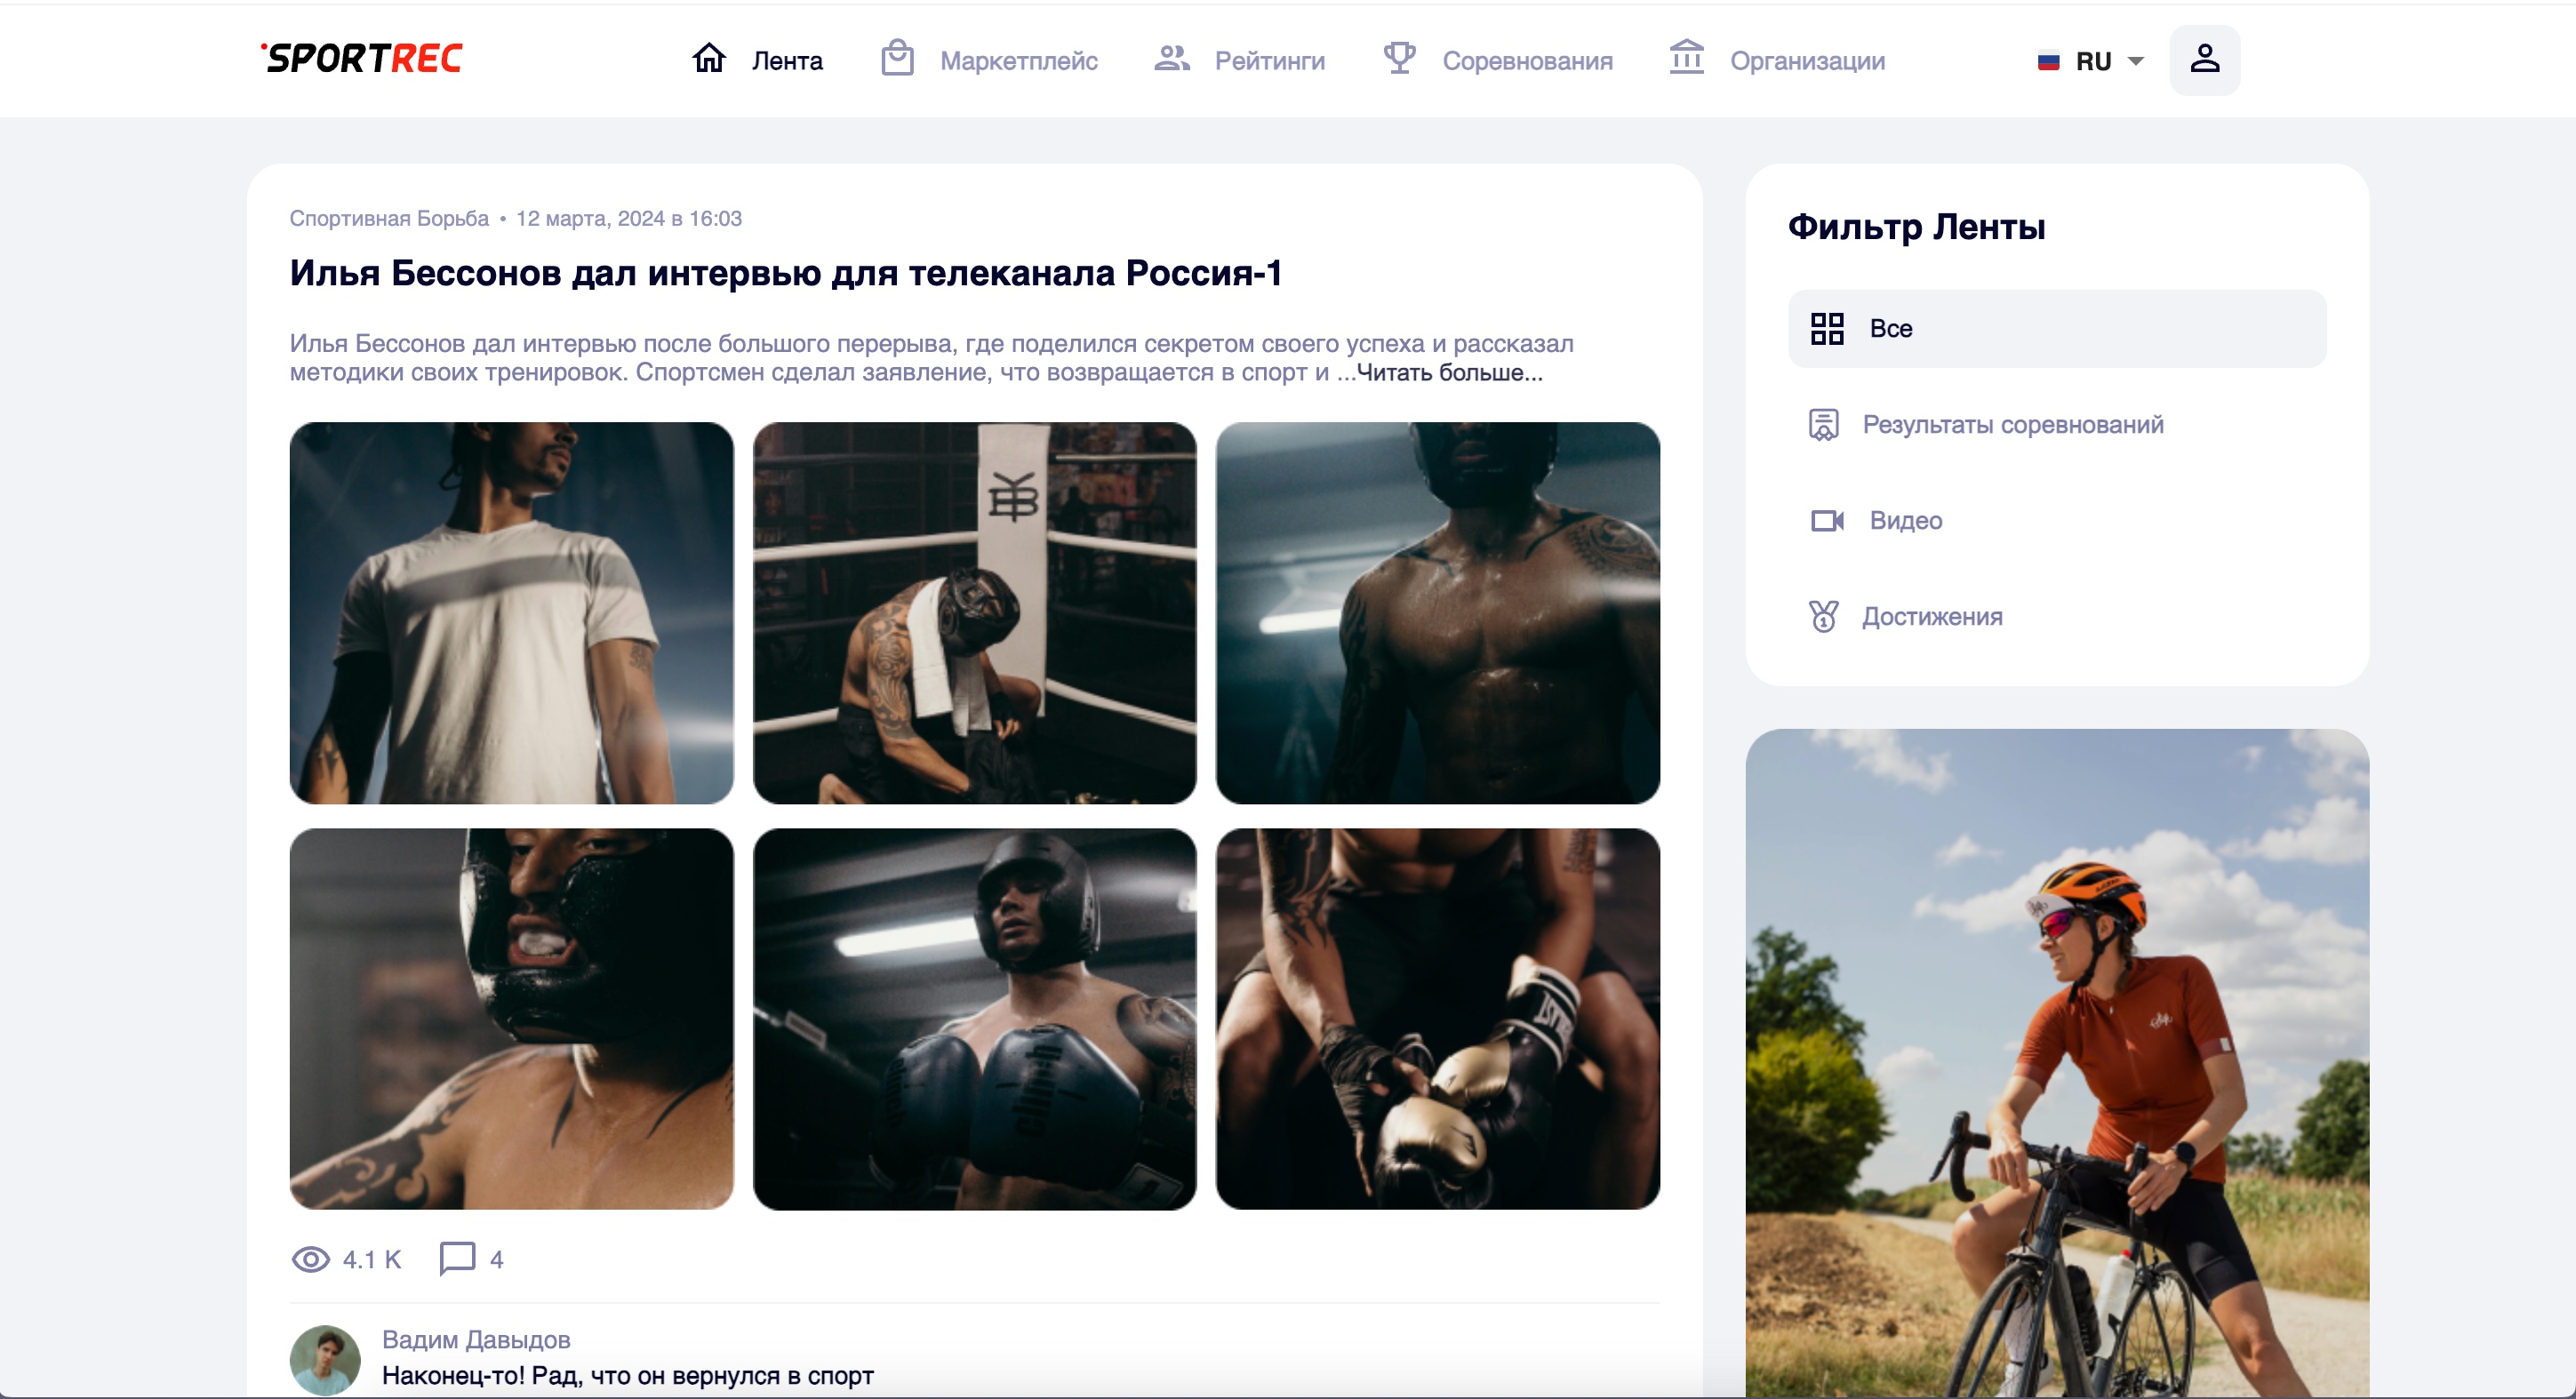 SPORTREC
Лента
Маркетплейс
Рейтинги
Соревнования
Организации
RU
Спортивная Борьба • 12 марта, 2024 в 16:03
Илья Бессонов дал интервью для телеканала Россия-1
Илья Бессонов дал интервью после большого перерыва, где поделился секретом своего успеха и рассказал
методики своих тренировок. Спортсмен сделал заявление, что возвращается в спорт и ...Читать больше...
climb
4.1 K
4
Вадим Давыдов
Наконец-то! Рад, что он вернулся в спорт
Фильтр Ленты
Все
Результаты соревнований
Видео
Достижения